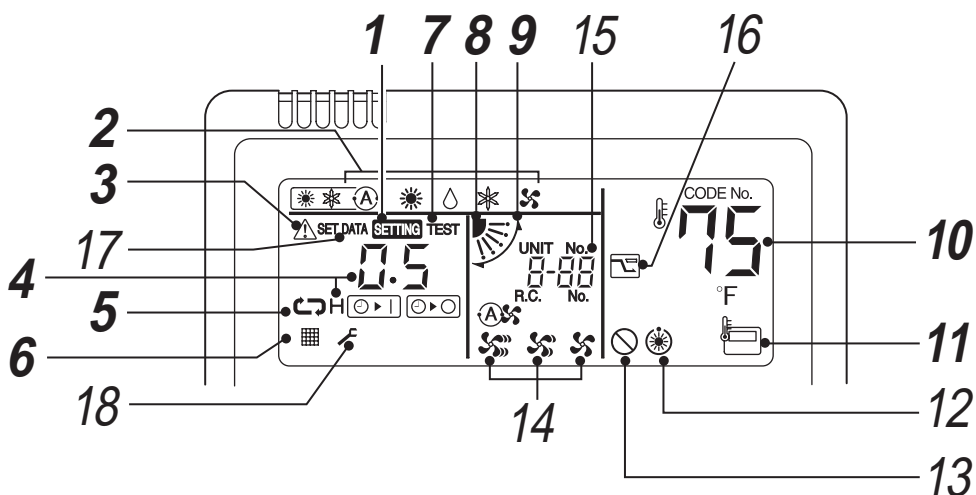 1 7 8 9 15 16
2
3
CODE No.
A
SET DATA SETTING TEST
75
10
17
UNIT No.
0.5
8-88
4
R.C. No.
°F
5
H
A
6
11
18
14
12
13